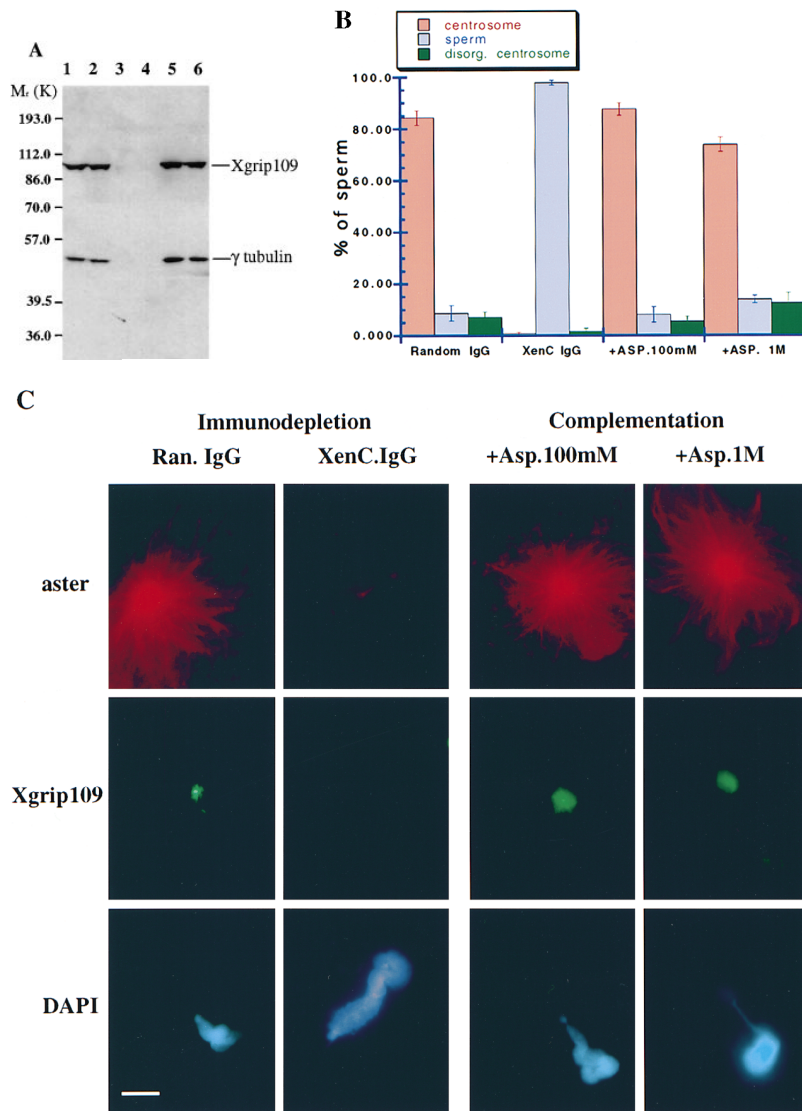 A
1 2 3 4 5 6
Mr (K)
193.0
112.0
86.0
70.0
57.0
39.5
36.0
Xgrip109
γ tubulin
B
centrosome
sperm
disorg. centrosome
% of sperm
100.0
80.00
60.00
40.00
20.00
0.000
Random IgG
XenC IgG
+ASP.100mM
+ASP. 1M
C
Immunodepletion
Complementation
Ran. IgG
XenC.IgG
+Asp.100mM
+Asp.1M
aster
Xgrip109
DAPI